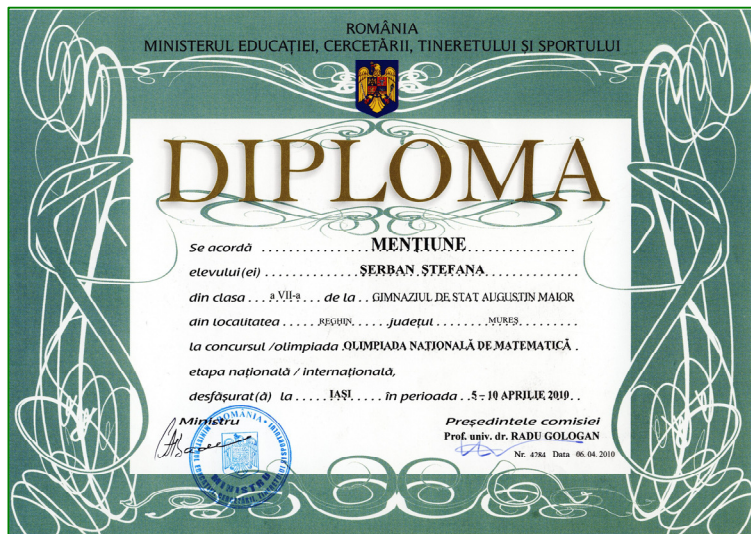 ROMÂNIA
MINISTERUL EDUCAŢIEI, CERCETĂRII, TINERETULUI ŞI SPORTULUI
DIPLOMA
Se acordă ................ MENŢIUNE ................
elevului(ei) ................ ŞERBAN ŞTEFANA ................
din clasa .... a VII-a .... de la .. GIMNAZIUL DE STAT AUGUSTIN MAIOR
din localitatea ..... REGHIN ..... judeţul ...... MUREŞ ..........
la concursul /olimpiada OLIMPIADA NAŢIONALĂ DE MATEMATICĂ .
etapa naţională / internaţională,
desfăşurat(ă) la .... IAŞI ..... în perioada . 5 – 10 APRILIE 2010 ..
Ministru
Preşedintele comisiei
Prof. univ. dr. RADU GOLOGAN
Nr. 4784 Data 06.04.2010
ROMÂNIA
MINISTRU